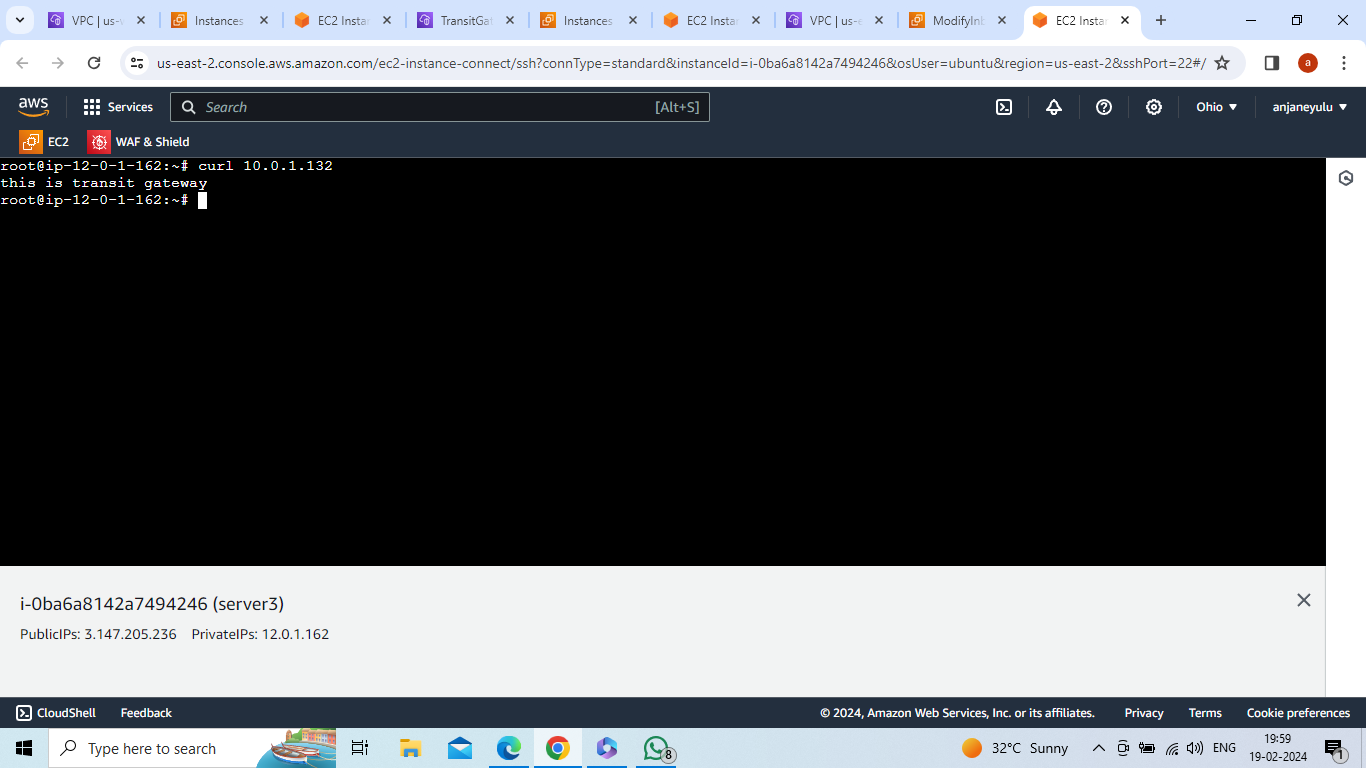 VPC | us-w
Instances
EC2 Instan
TransitGat
Instances
EC2 Instan
VPC | us-e
ModifyInb
EC2 Instan
us-east-2.console.aws.amazon.com/ec2-instance-connect/ssh?connType=standard&instanceId=i-0ba6a8142a7494246&osUser=ubuntu&region=us-east-2&sshPort=22#/
a
aws
Services
Search
[Alt+S]
Ohio
anjaneyulu
EC2
WAF & Shield
root@ip-12-0-1-162:~# curl 10.0.1.132
this is transit gateway
root@ip-12-0-1-162:~#
i-0ba6a8142a7494246 (server3)
PublicIPs: 3.147.205.236 PrivateIPs: 12.0.1.162
CloudShell
Feedback
© 2024, Amazon Web Services, Inc. or its affiliates.
Privacy
Terms
Cookie preferences
Type here to search
8
32°C Sunny
ENG
19:59
19-02-2024
1